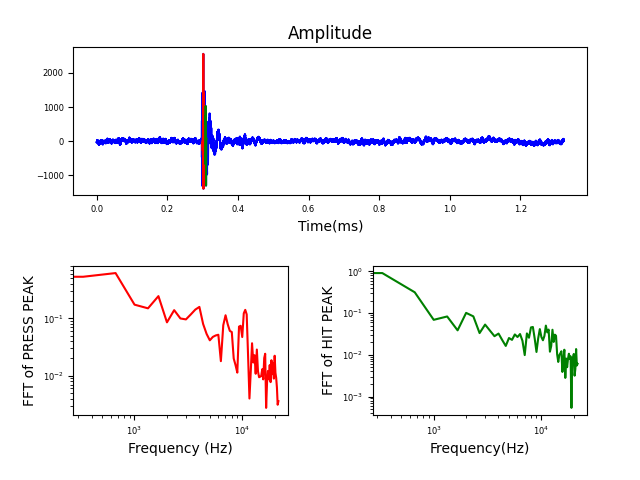 Amplitude
2000
1000
0
−1000
0.0 0.2 0.4 0.6 0.8 1.0 1.2
Time(ms)
FFT of PRESS PEAK
10⁻¹
10⁻²
10³ 10⁴
Frequency (Hz)
FFT of HIT PEAK
10⁰
10⁻¹
10⁻²
10⁻³
10³ 10⁴
Frequency(Hz)